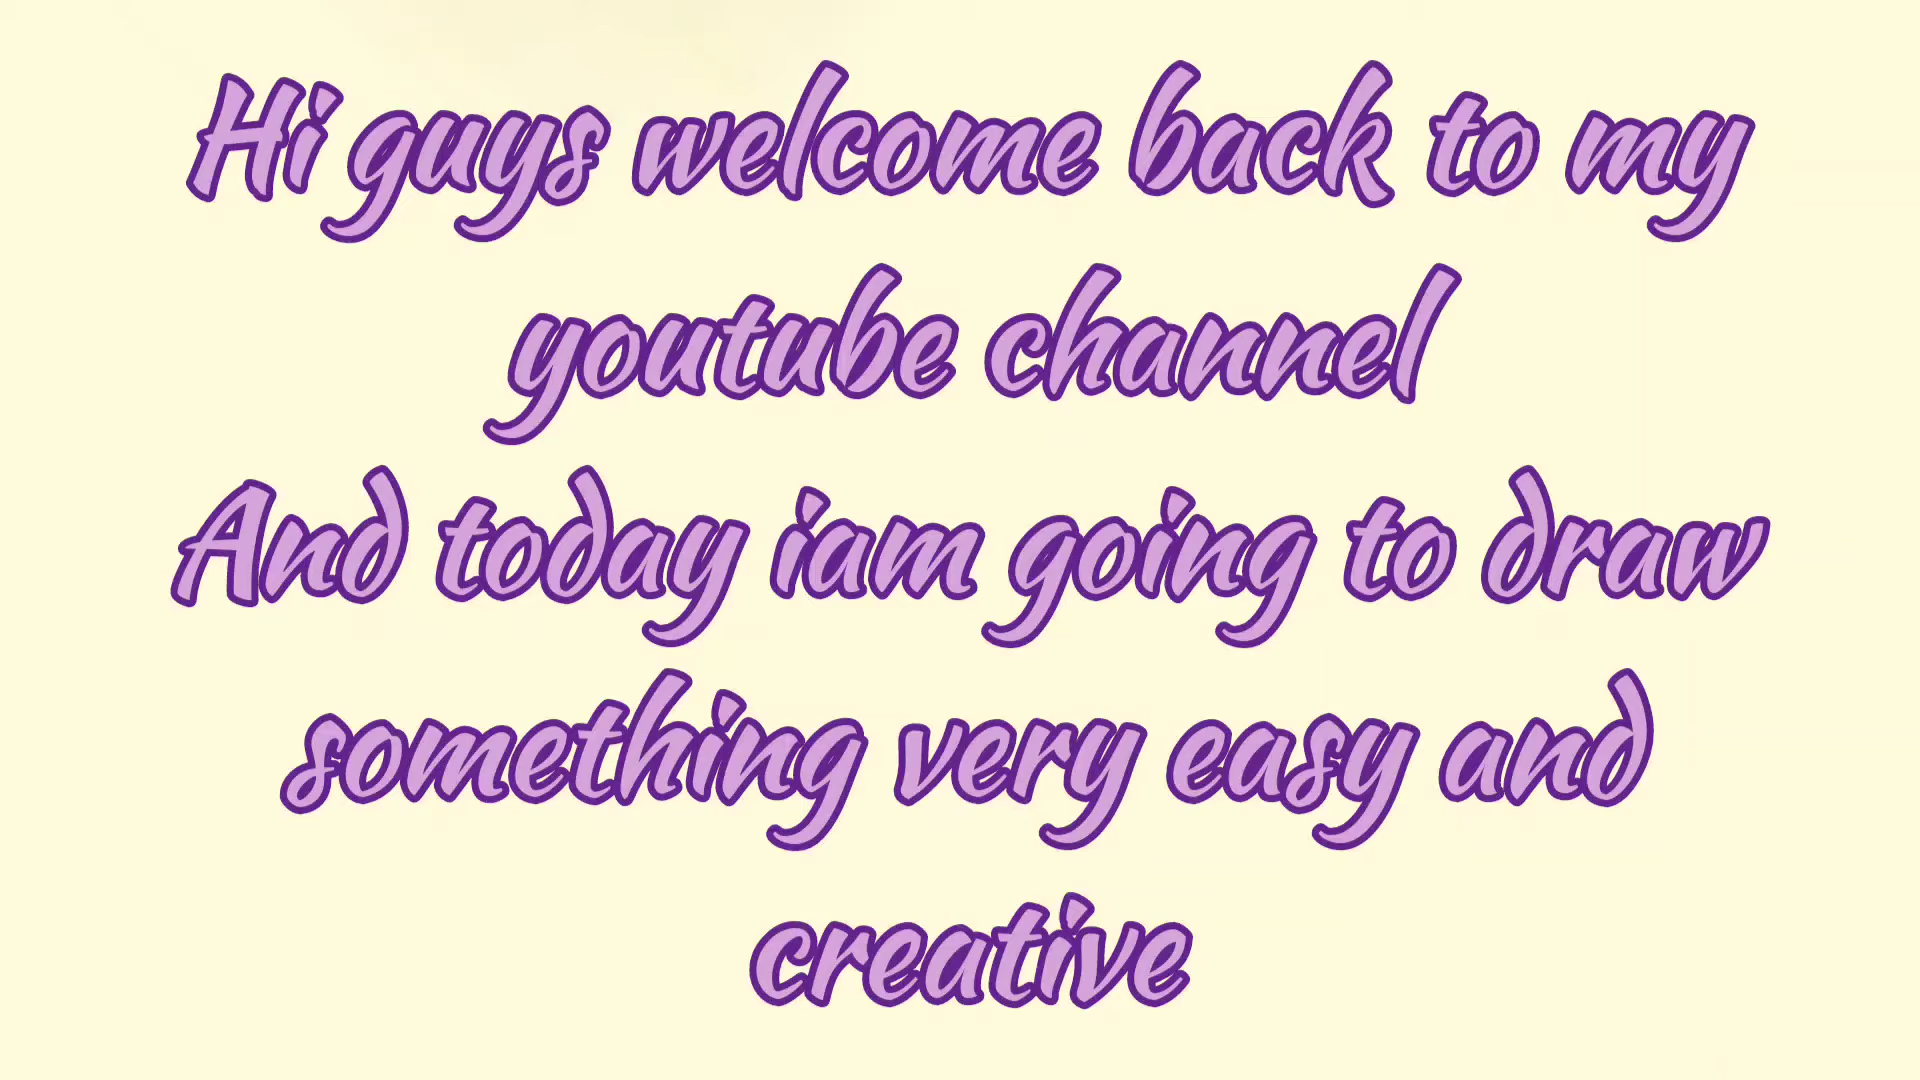 Hi guys welcome back to my
youtube channel
And today iam going to draw
something very easy and
creative